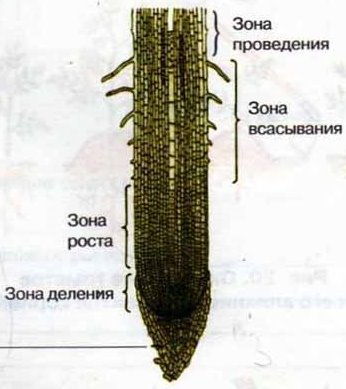 Зона
проведения
Зона
всасывания
Зона
роста
Зона деления